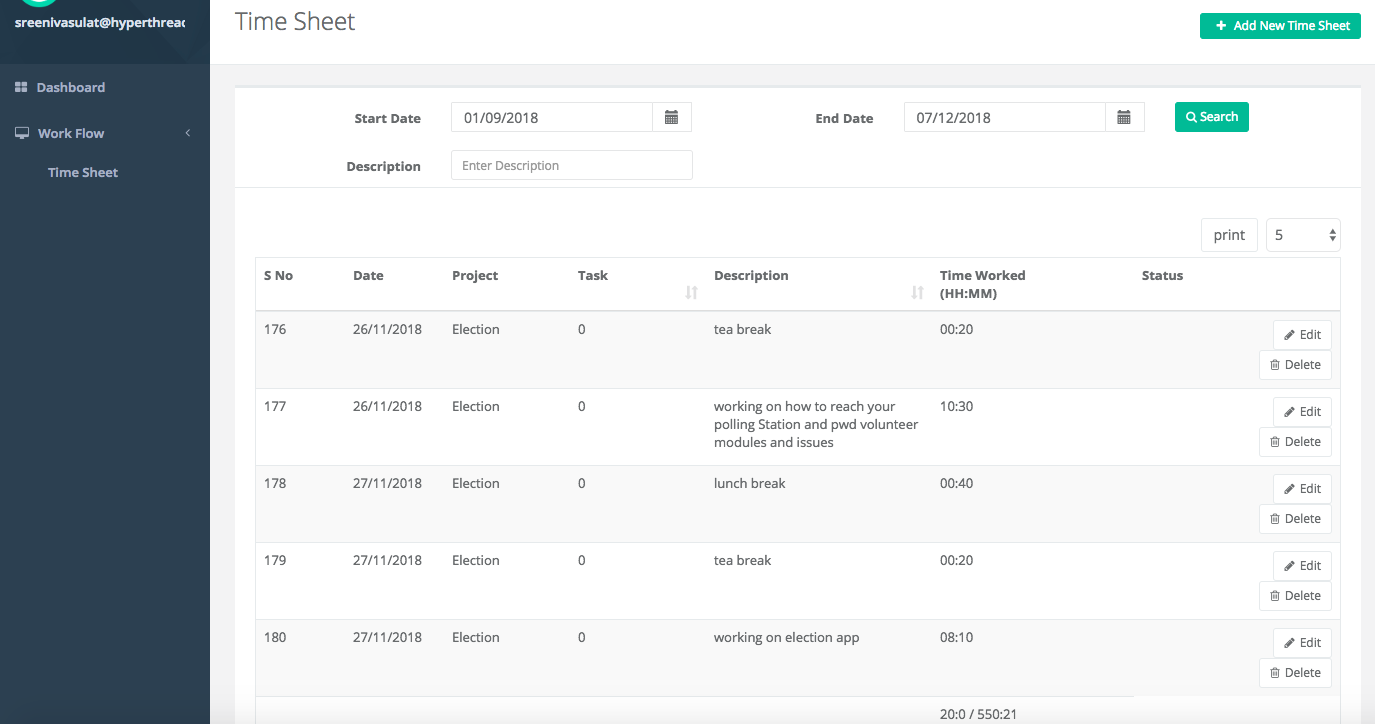 sreenivasulat@hyperthread
Time Sheet
+ Add New Time Sheet
Dashboard
Work Flow
Time Sheet
Start Date 01/09/2018 End Date 07/12/2018 Search
Description Enter Description
print 5
S No Date Project Task Description Time Worked (HH:MM) Status
176 26/11/2018 Election 0 tea break 00:20 Edit
Delete
177 26/11/2018 Election 0 working on how to reach your 10:30 Edit
polling Station and pwd volunteer
modules and issues Delete
178 27/11/2018 Election 0 lunch break 00:40 Edit
Delete
179 27/11/2018 Election 0 tea break 00:20 Edit
Delete
180 27/11/2018 Election 0 working on election app 08:10 Edit
Delete
20:0 / 550:21